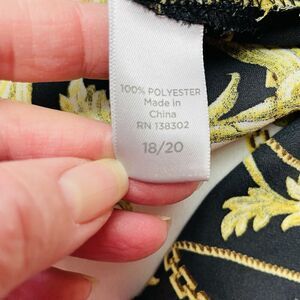 100% POLYESTER
Made in
China
RN 138302
18/20